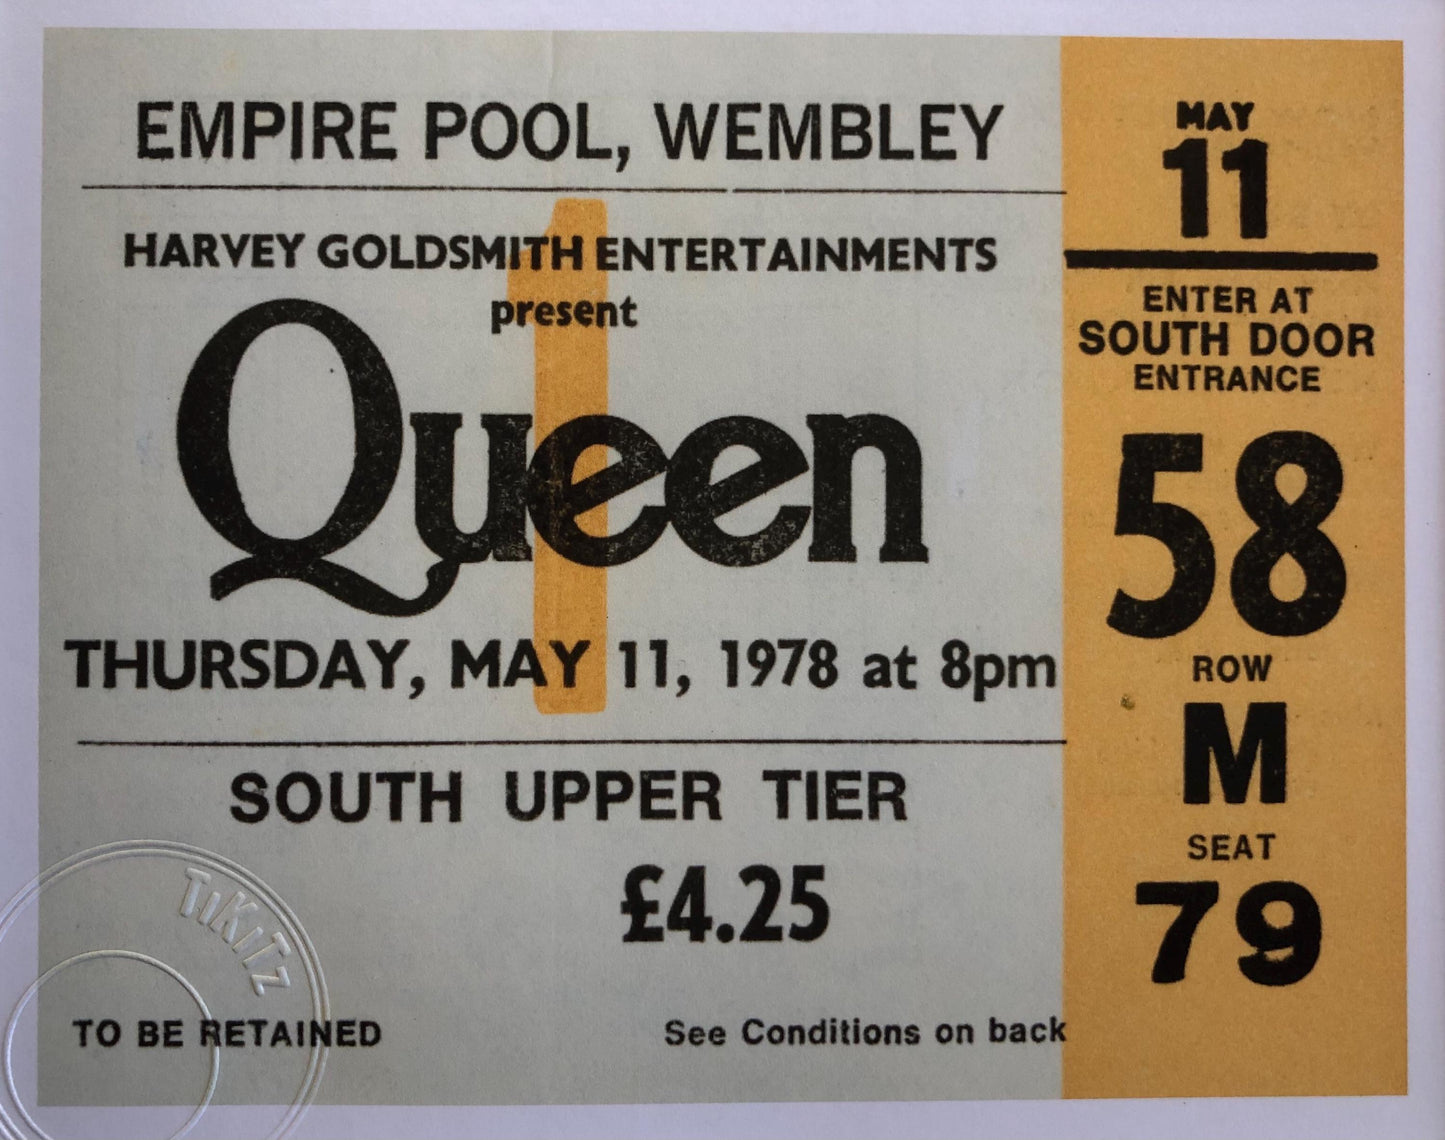 EMPIRE POOL, WEMBLEY
HARVEY GOLDSMITH ENTERTAINMENTS
present
Queen
1
THURSDAY, MAY 11, 1978 at 8pm
SOUTH UPPER TIER
£4.25
TO BE RETAINED
See Conditions on back
TiKiTz
MAY
11
ENTER AT
SOUTH DOOR
ENTRANCE
58
ROW
M
SEAT
79